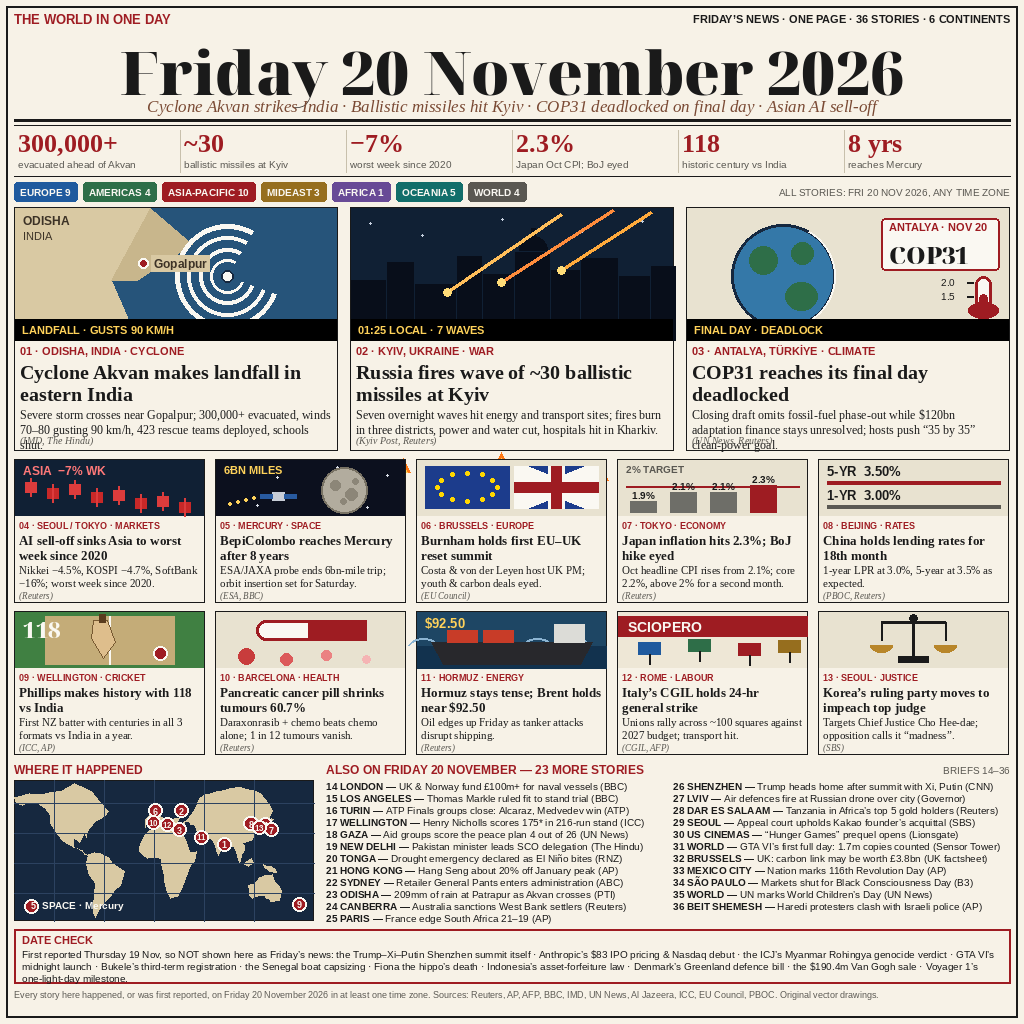 THE WORLD IN ONE DAY
FRIDAY'S NEWS · ONE PAGE · 36 STORIES · 6 CONTINENTS
Friday 20 November 2026
Cyclone Akvan strikes India · Ballistic missiles hit Kyiv · COP31 deadlocked on final day · Asian AI sell-off
300,000+
evacuated ahead of Akvan
~30
ballistic missiles at Kyiv
−7%
worst week since 2020
2.3%
Japan Oct CPI; BoJ eyed
118
historic century vs India
8 yrs
reaches Mercury
EUROPE 9
AMERICAS 4
ASIA-PACIFIC 10
MIDEAST 3
AFRICA 1
OCEANIA 5
WORLD 4
ALL STORIES: FRI 20 NOV 2026, ANY TIME ZONE
ODISHA
INDIA
Gopalpur
LANDFALL · GUSTS 90 KM/H
01 · ODISHA, INDIA · CYCLONE
Cyclone Akvan makes landfall in
eastern India
Severe storm crosses near Gopalpur; 300,000+ evacuated, winds
70–80 gusting 90 km/h, 423 rescue teams deployed, schools
shut.
(IMD, The Hindu)
01:25 LOCAL · 7 WAVES
02 · KYIV, UKRAINE · WAR
Russia fires wave of ~30 ballistic
missiles at Kyiv
Seven overnight waves hit energy and transport sites; fires burn
in three districts, power and water cut, hospitals hit in Kharkiv.
(Kyiv Post, Reuters)
ANTALYA · NOV 20
COP31
2.0
1.5
FINAL DAY · DEADLOCK
03 · ANTALYA, TÜRKİYE · CLIMATE
COP31 reaches its final day
deadlocked
Closing draft omits fossil-fuel phase-out while $120bn
adaptation finance stays unresolved; hosts push “35 by 35”
clean-power goal.
(UN News, Reuters)
ASIA −7% WK
04 · SEOUL / TOKYO · MARKETS
AI sell-off sinks Asia to worst
week since 2020
Nikkei −4.5%, KOSPI −4.7%, SoftBank
−16%; worst week since 2020.
(Reuters)
6BN MILES
05 · MERCURY · SPACE
BepiColombo reaches Mercury
after 8 years
ESA/JAXA probe ends 6bn-mile trip;
orbit insertion set for Saturday.
(ESA, BBC)
06 · BRUSSELS · EUROPE
Burnham holds first EU–UK
reset summit
Costa & von der Leyen host UK PM;
youth & carbon deals eyed.
(EU Council)
2% TARGET
1.9%
2.1%
2.1%
2.3%
07 · TOKYO · ECONOMY
Japan inflation hits 2.3%; BoJ
hike eyed
Oct headline CPI rises from 2.1%; core
2.2%, above 2% for a second month.
(Reuters)
5-YR 3.50%
1-YR 3.00%
08 · BEIJING · RATES
China holds lending rates for
18th month
1-year LPR at 3.0%, 5-year at 3.5% as
expected.
(PBOC, Reuters)
118
09 · WELLINGTON · CRICKET
Phillips makes history with 118
vs India
First NZ batter with centuries in all 3
formats vs India in a year.
(ICC, AP)
10 · BARCELONA · HEALTH
Pancreatic cancer pill shrinks
tumours 60.7%
Daraxonrasib + chemo beats chemo
alone; 1 in 12 tumours vanish.
(Reuters)
$92.50
11 · HORMUZ · ENERGY
Hormuz stays tense; Brent holds
near $92.50
Oil edges up Friday as tanker attacks
disrupt shipping.
(Reuters)
SCIOPERO
12 · ROME · LABOUR
Italy's CGIL holds 24-hr
general strike
Unions rally across ~100 squares against
2027 budget; transport hit.
(CGIL, AFP)
13 · SEOUL · JUSTICE
Korea's ruling party moves to
impeach top judge
Targets Chief Justice Cho Hee-dae;
opposition calls it “madness”.
(SBS)
WHERE IT HAPPENED
6
2
10
12
3
11
1
8
13
7
5
SPACE · Mercury
9
ALSO ON FRIDAY 20 NOVEMBER — 23 MORE STORIES
BRIEFS 14–36
14 LONDON — UK & Norway fund £100m+ for naval vessels (BBC)
15 LOS ANGELES — Thomas Markle ruled fit to stand trial (BBC)
16 TURIN — ATP Finals groups close: Alcaraz, Medvedev win (ATP)
17 WELLINGTON — Henry Nicholls scores 175* in 216-run stand (ICC)
18 GAZA — Aid groups score the peace plan 4 out of 26 (UN News)
19 NEW DELHI — Pakistan minister leads SCO delegation (The Hindu)
20 TONGA — Drought emergency declared as El Niño bites (RNZ)
21 HONG KONG — Hang Seng about 20% off January peak (AP)
22 SYDNEY — Retailer General Pants enters administration (ABC)
23 ODISHA — 209mm of rain at Patrapur as Akvan crosses (PTI)
24 CANBERRA — Australia sanctions West Bank settlers (Reuters)
25 PARIS — France edge South Africa 21–19 (AP)
26 SHENZHEN — Trump heads home after summit with Xi, Putin (CNN)
27 LVIV — Air defences fire at Russian drone over city (Governor)
28 DAR ES SALAAM — Tanzania in Africa's top 5 gold holders (Reuters)
29 SEOUL — Appeal court upholds Kakao founder's acquittal (SBS)
30 US CINEMAS — “Hunger Games” prequel opens (Lionsgate)
31 WORLD — GTA VI's first full day: 1.7m copies counted (Sensor Tower)
32 BRUSSELS — UK: carbon link may be worth £3.8bn (UK factsheet)
33 MEXICO CITY — Nation marks 116th Revolution Day (AP)
34 SÃO PAULO — Markets shut for Black Consciousness Day (B3)
35 WORLD — UN marks World Children's Day (UN News)
36 BEIT SHEMESH — Haredi protesters clash with Israeli police (AP)
DATE CHECK
First reported Thursday 19 Nov, so NOT shown here as Friday's news: the Trump–Xi–Putin Shenzhen summit itself · Anthropic's $83 IPO pricing & Nasdaq debut · the ICJ's Myanmar Rohingya genocide verdict · GTA VI's
midnight launch · Bukele's third-term registration · the Senegal boat capsizing · Fiona the hippo's death · Indonesia's asset-forfeiture law · Denmark's Greenland defence bill · the $190.4m Van Gogh sale · Voyager 1's
one-light-day milestone.
Every story here happened, or was first reported, on Friday 20 November 2026 in at least one time zone. Sources: Reuters, AP, AFP, BBC, IMD, UN News, Al Jazeera, ICC, EU Council, PBOC. Original vector drawings.